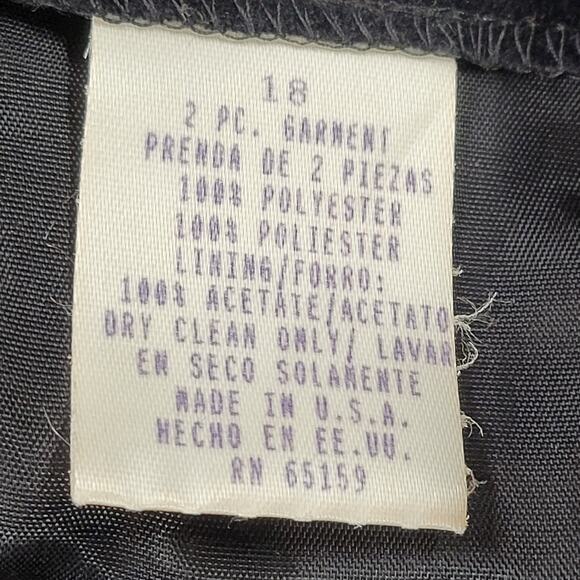 18
2 PC. GARMENT
PRENDA DE 2 PIEZAS
100% POLYESTER
100% POLIESTER
LINING/FORRO:
100% ACETATE/ACETATO
DRY CLEAN ONLY/ LAVAR
EN SECO SOLAMENTE
MADE IN U.S.A.
HECHO EN EE.UU.
RN 65159